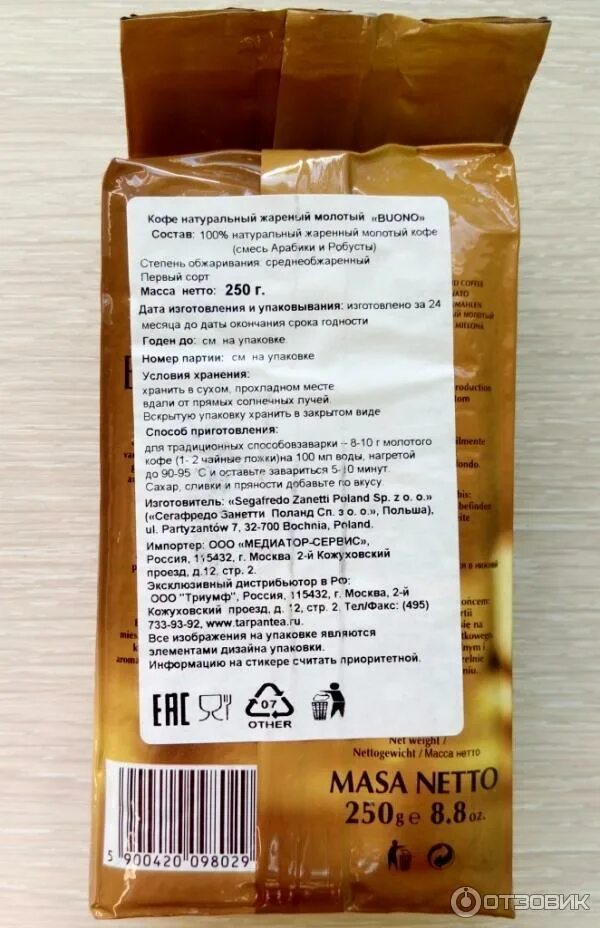 Кофе натуральный жареный молотый «BUONO»
Состав: 100% натуральный жаренный молотый кофе
(смесь Арабики и Робусты)
Степень обжаривания: среднеобжаренный
Первый сорт
Масса нетто: 250 г.
Дата изготовления и упаковывания: изготовлено за 24
месяца до даты окончания срока годности
Годен до: см на упаковке
Номер партии: см на упаковке
Условия хранения:
хранить в сухом, прохладном месте
вдали от прямых солнечных лучей.
Вскрытую упаковку хранить в закрытом виде
Способ приготовления:
для традиционных способовзаварки – 8-10 г молотого
кофе (1- 2 чайные ложки)на 100 мл воды, нагретой
до 90-95 °С и оставьте завариться 5-10 минут.
Сахар, сливки и пряности добавьте по вкусу
Изготовитель: «Segafredo Zanetti Poland Sp. z o. o.»
(«Сегафредо Занетти Поланд Сп. з о. о.», Польша),
ul. Partyzantów 7, 32-700 Bochnia, Poland.
Импортер: ООО «МЕДИАТОР-СЕРВИС»,
Россия, 115432, г. Москва 2-й Кожуховский
проезд, д.12, стр. 2.
Эксклюзивный дистрибьютор в РФ:
ООО "Триумф", Россия, 115432, г. Москва, 2-й
Кожуховский проезд, д. 12, стр. 2, Тел/Факс: (495)
733-93-92, www.tarpantea.ru.
Все изображения на упаковке являются
элементами дизайна упаковки.
Информацию на стикере считать приоритетной.
EAC
07
OTHER
Net weight /
Nettogewicht / Масса нетто
MASA NETTO
250g e 8.8oz.
5 900420 098029
ОТЗОВИК